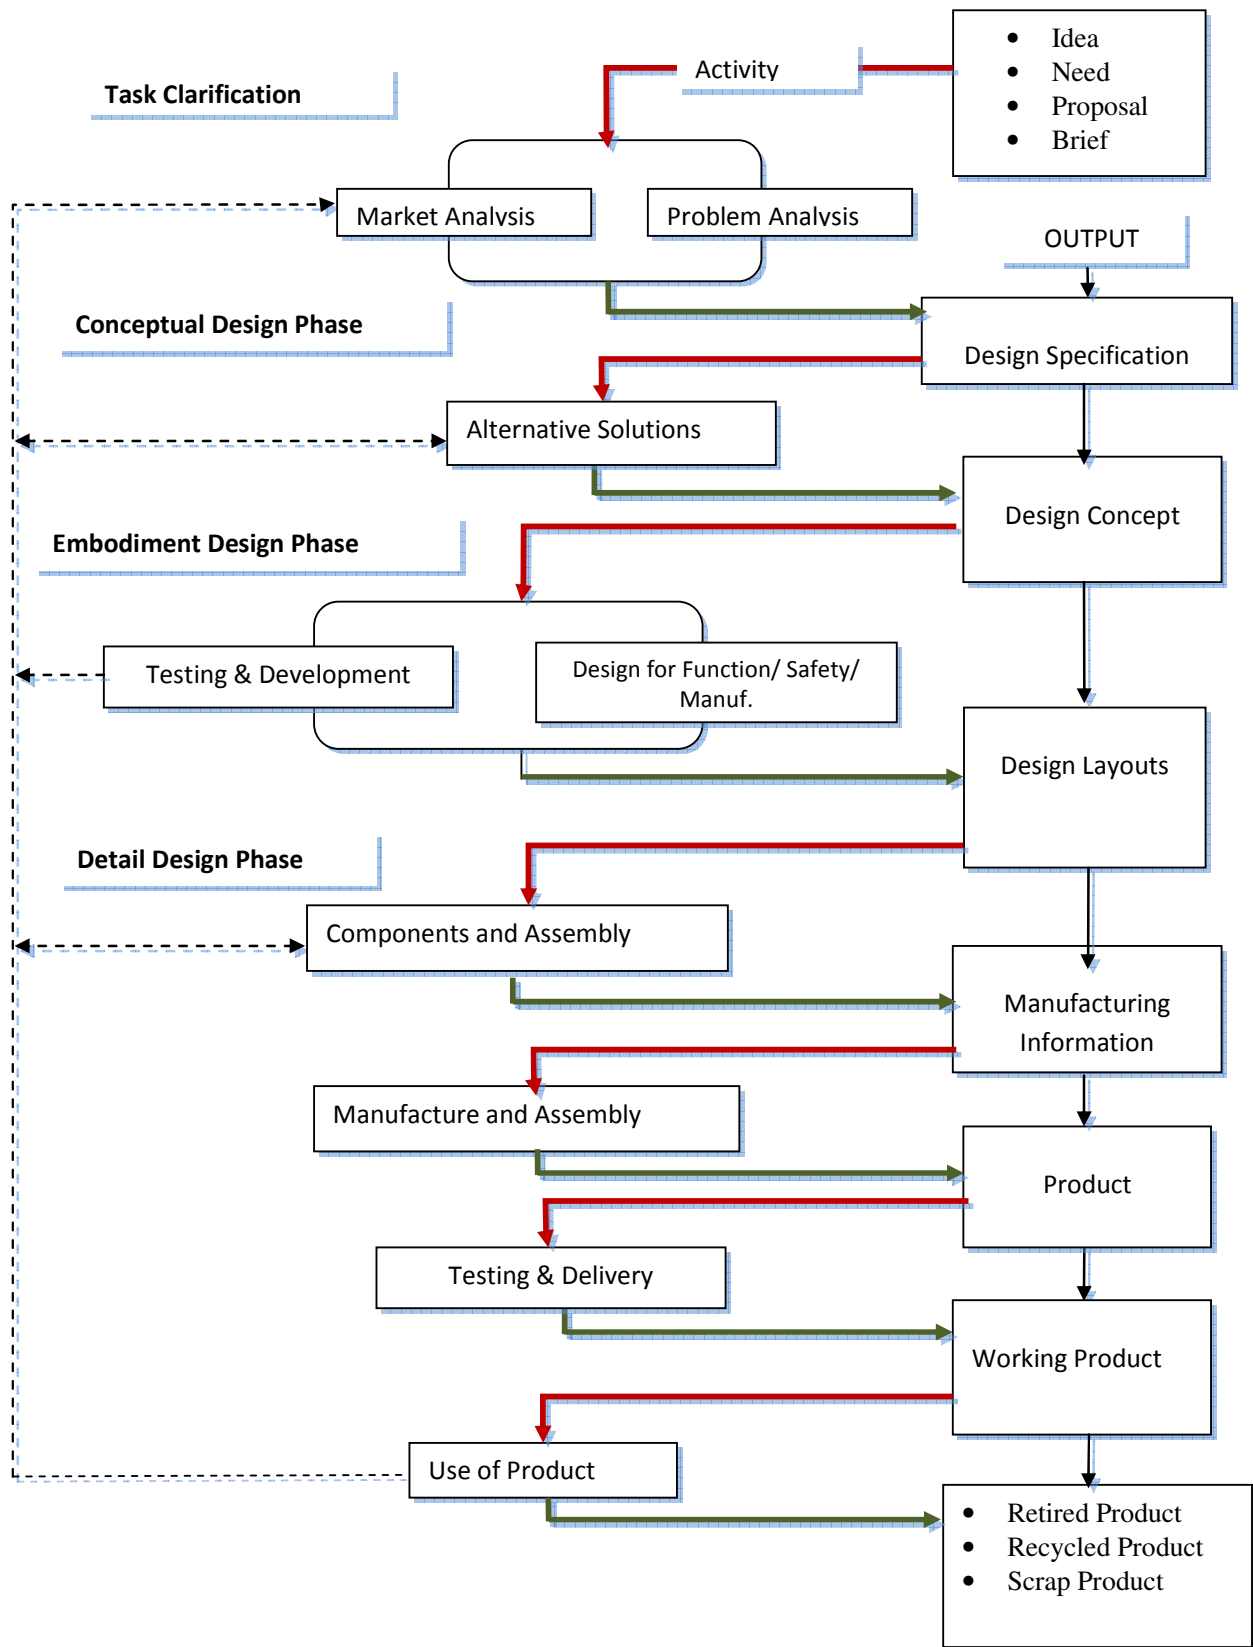 • Idea
• Need
• Proposal
• Brief
Activity
Task Clarification
Market Analysis
Problem Analysis
OUTPUT
Conceptual Design Phase
Design Specification
Alternative Solutions
Design Concept
Embodiment Design Phase
Testing & Development
Design for Function/ Safety/
Manuf.
Design Layouts
Detail Design Phase
Components and Assembly
Manufacturing
Information
Manufacture and Assembly
Product
Testing & Delivery
Working Product
Use of Product
• Retired Product
• Recycled Product
• Scrap Product